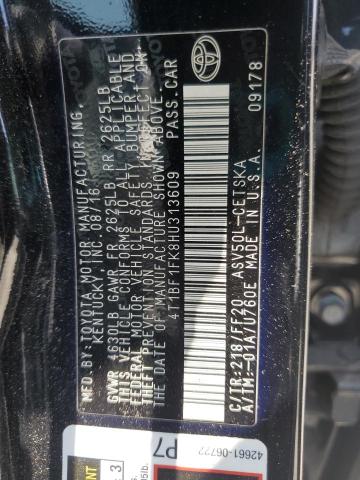 MFD. BY: TOYOTA MOTOR MANUFACTURING,
KENTUCKY, INC. 08/16
GVWR 4630LB GAWR FR 2625LB RR 2625LB
THIS VEHICLE CONFORMS TO ALL APPLICABLE
FEDERAL MOTOR VEHICLE SAFETY, BUMPER, AND
THEFT PREVENTION STANDARDS IN EFFECT ON
THE DATE OF MANUFACTURE SHOWN ABOVE.
4T1BF1FK8HU313609 PASS. CAR
C/TR:218/FF20 ASV50L-CETSKA
A/TM:-01A/U760E MADE IN U.S.A. 09178
TOYOTA
42661-06722
P7